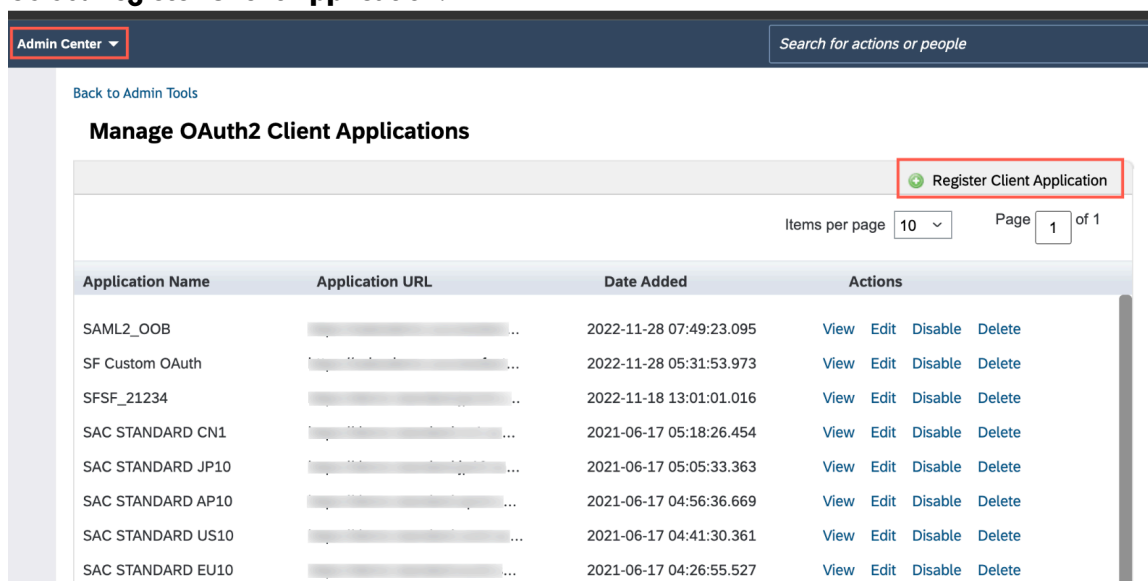 Admin Center
Search for actions or people
Back to Admin Tools
Manage OAuth2 Client Applications
Register Client Application
Items per page 10 Page 1 of 1
Application Name Application URL Date Added Actions
SAML2_OOB ... 2022-11-28 07:49:23.095 View Edit Disable Delete
SF Custom OAuth ... 2022-11-28 05:31:53.973 View Edit Disable Delete
SFSF_21234 .. 2022-11-18 13:01:01.016 View Edit Disable Delete
SAC STANDARD CN1 ... 2021-06-17 05:18:26.454 View Edit Disable Delete
SAC STANDARD JP10 ... 2021-06-17 05:05:33.363 View Edit Disable Delete
SAC STANDARD AP10 ... 2021-06-17 04:56:36.669 View Edit Disable Delete
SAC STANDARD US10 ... 2021-06-17 04:41:30.361 View Edit Disable Delete
SAC STANDARD EU10 ... 2021-06-17 04:26:55.527 View Edit Disable Delete